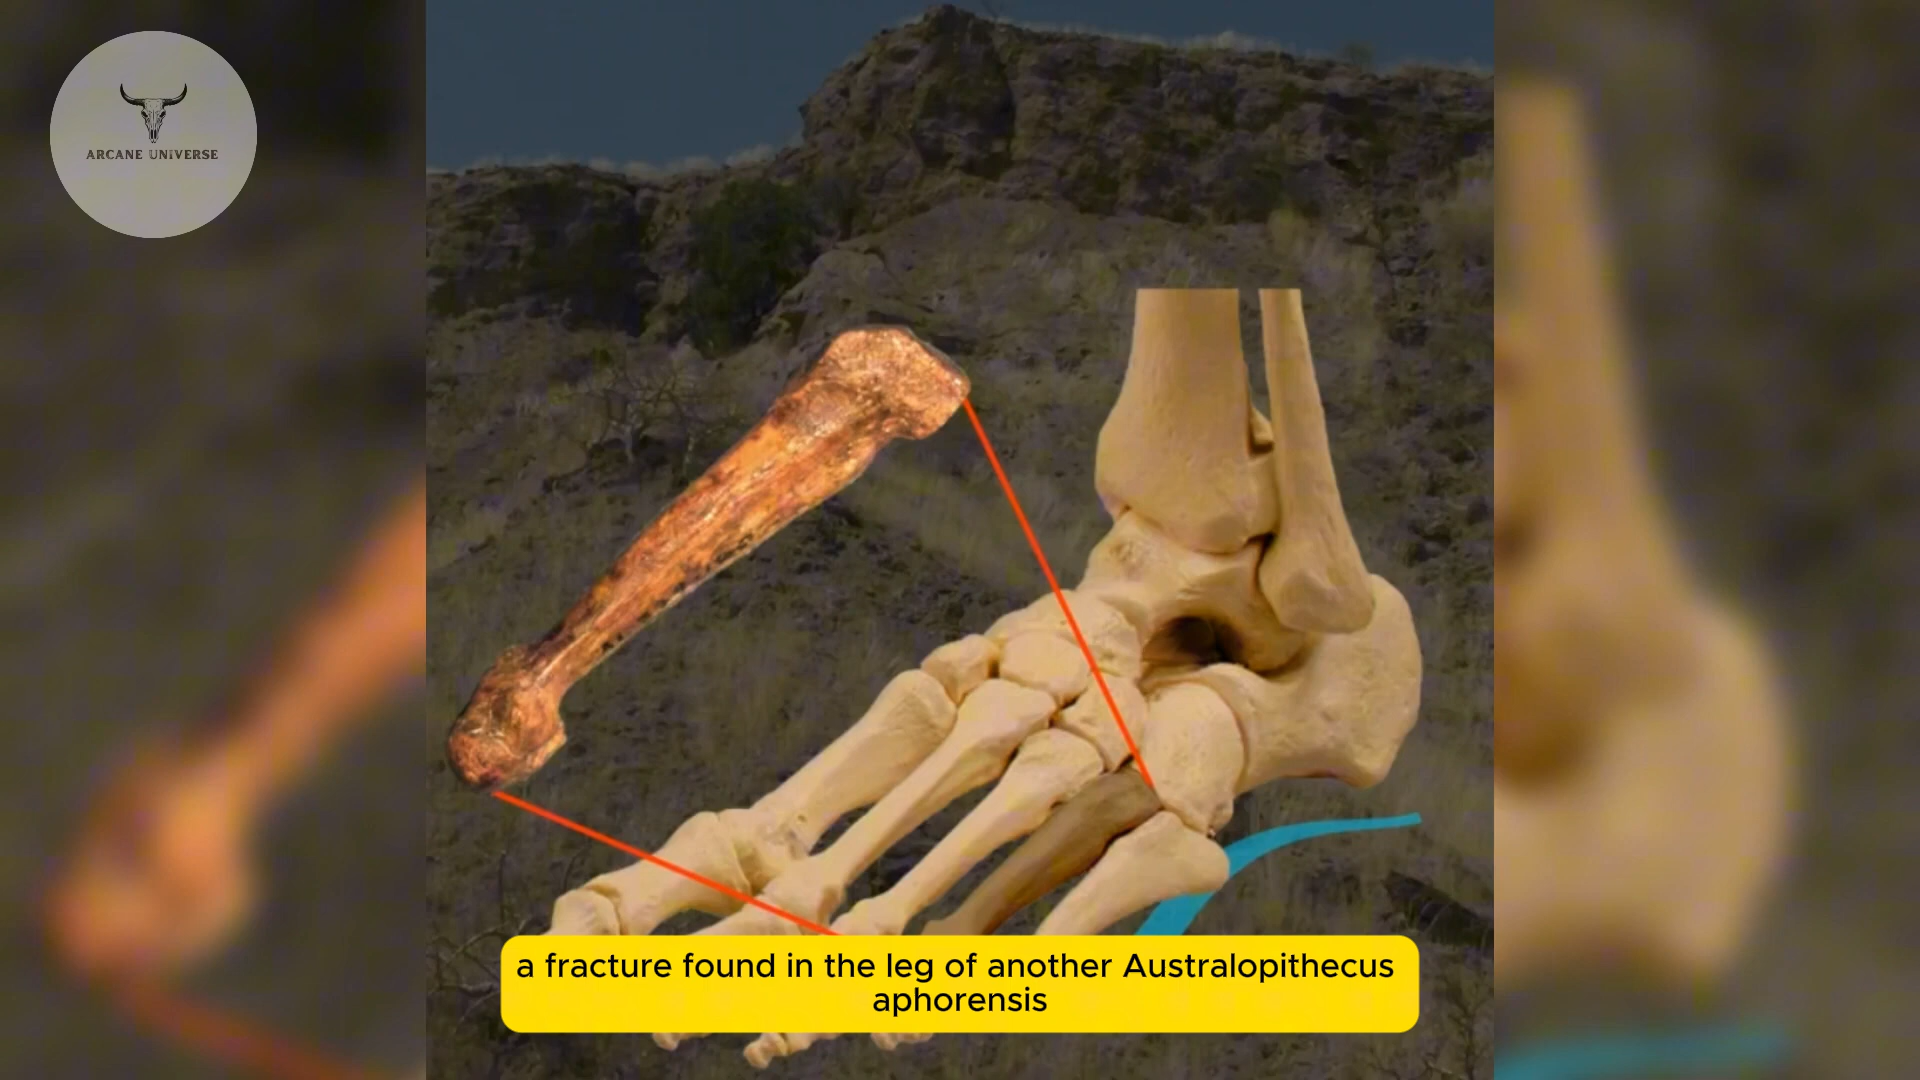 ARCANE UNIVERSE
a fracture found in the leg of another Australopithecus
aphorensis